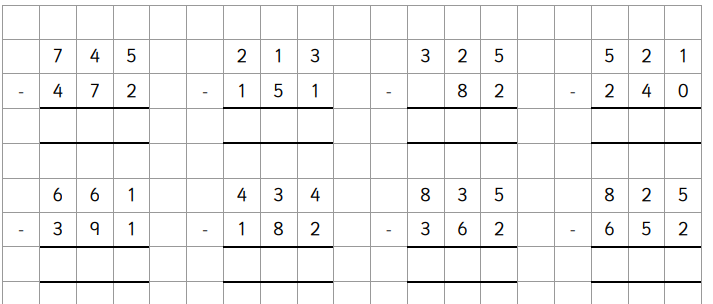 7 4 5 2 1 3 3 2 5 5 2 1
- 4 7 2 - 1 5 1 - 8 2 - 2 4 0
6 6 1 4 3 4 8 3 5 8 2 5
- 3 9 1 - 1 8 2 - 3 6 2 - 6 5 2